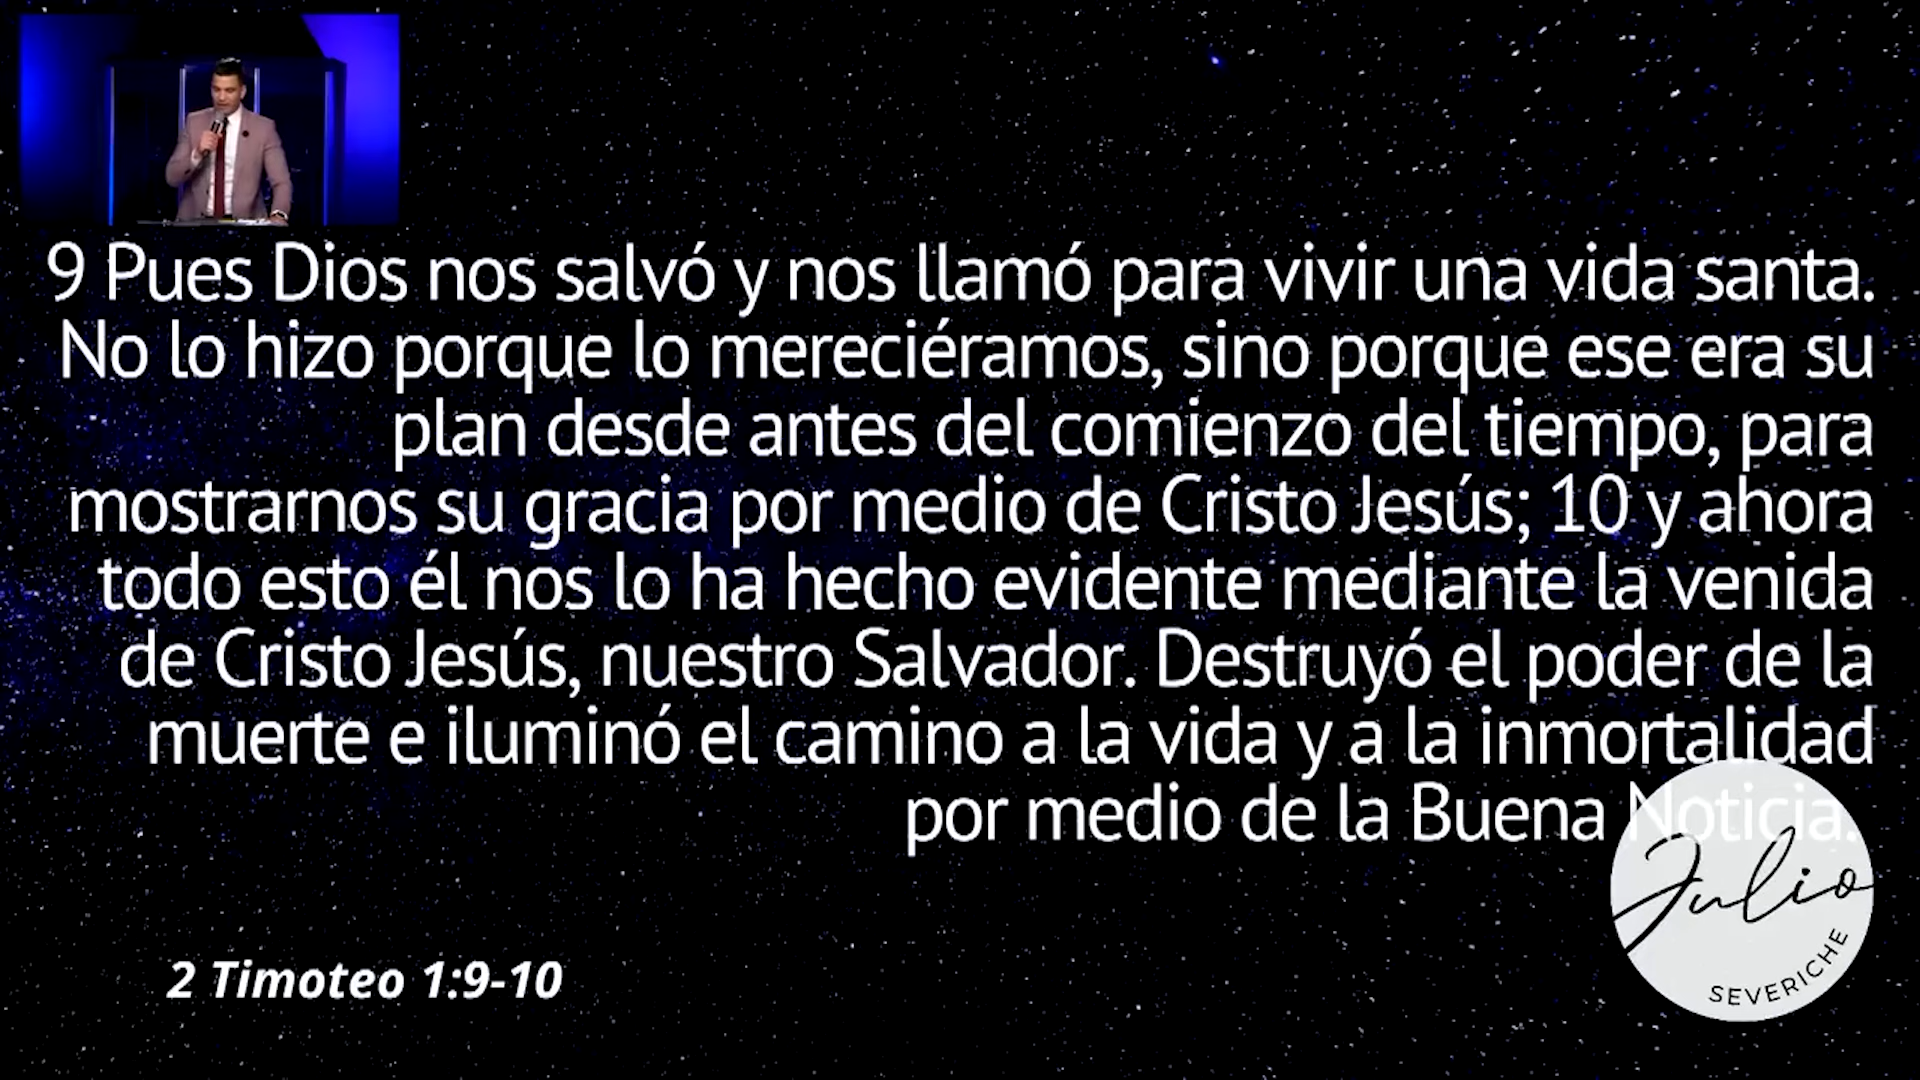 9 Pues Dios nos salvó y nos llamó para vivir una vida santa.
No lo hizo porque lo mereciéramos, sino porque ese era su
plan desde antes del comienzo del tiempo, para
mostrarnos su gracia por medio de Cristo Jesús; 10 y ahora
todo esto él nos lo ha hecho evidente mediante la venida
de Cristo Jesús, nuestro Salvador. Destruyó el poder de la
muerte e iluminó el camino a la vida y a la inmortalidad
por medio de la Buena Noticia.
Julio
SEVERICHE
2 Timoteo 1:9-10